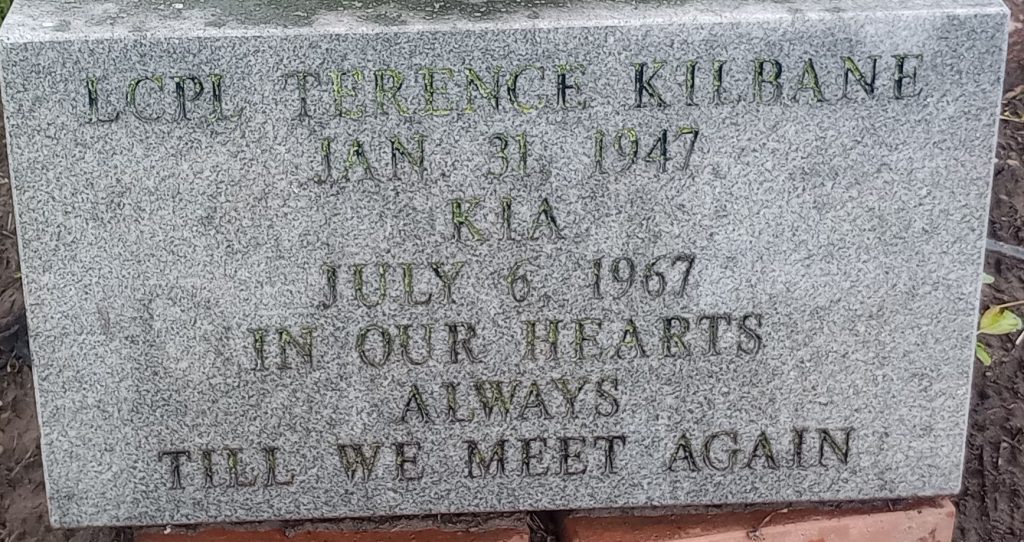 LCPL TERENCE KILBANE
JAN. 31, 1947
KIA
JULY 6, 1967
IN OUR HEARTS
ALWAYS
TILL WE MEET AGAIN